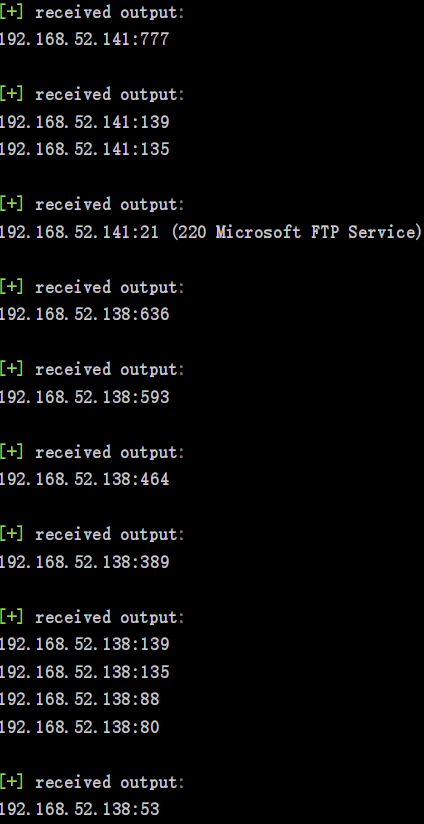 [+] received output:
192.168.52.141:777
[+] received output:
192.168.52.141:139
192.168.52.141:135
[+] received output:
192.168.52.141:21 (220 Microsoft FTP Service)
[+] received output:
192.168.52.138:636
[+] received output:
192.168.52.138:593
[+] received output:
192.168.52.138:464
[+] received output:
192.168.52.138:389
[+] received output:
192.168.52.138:139
192.168.52.138:135
192.168.52.138:88
192.168.52.138:80
[+] received output:
192.168.52.138:53